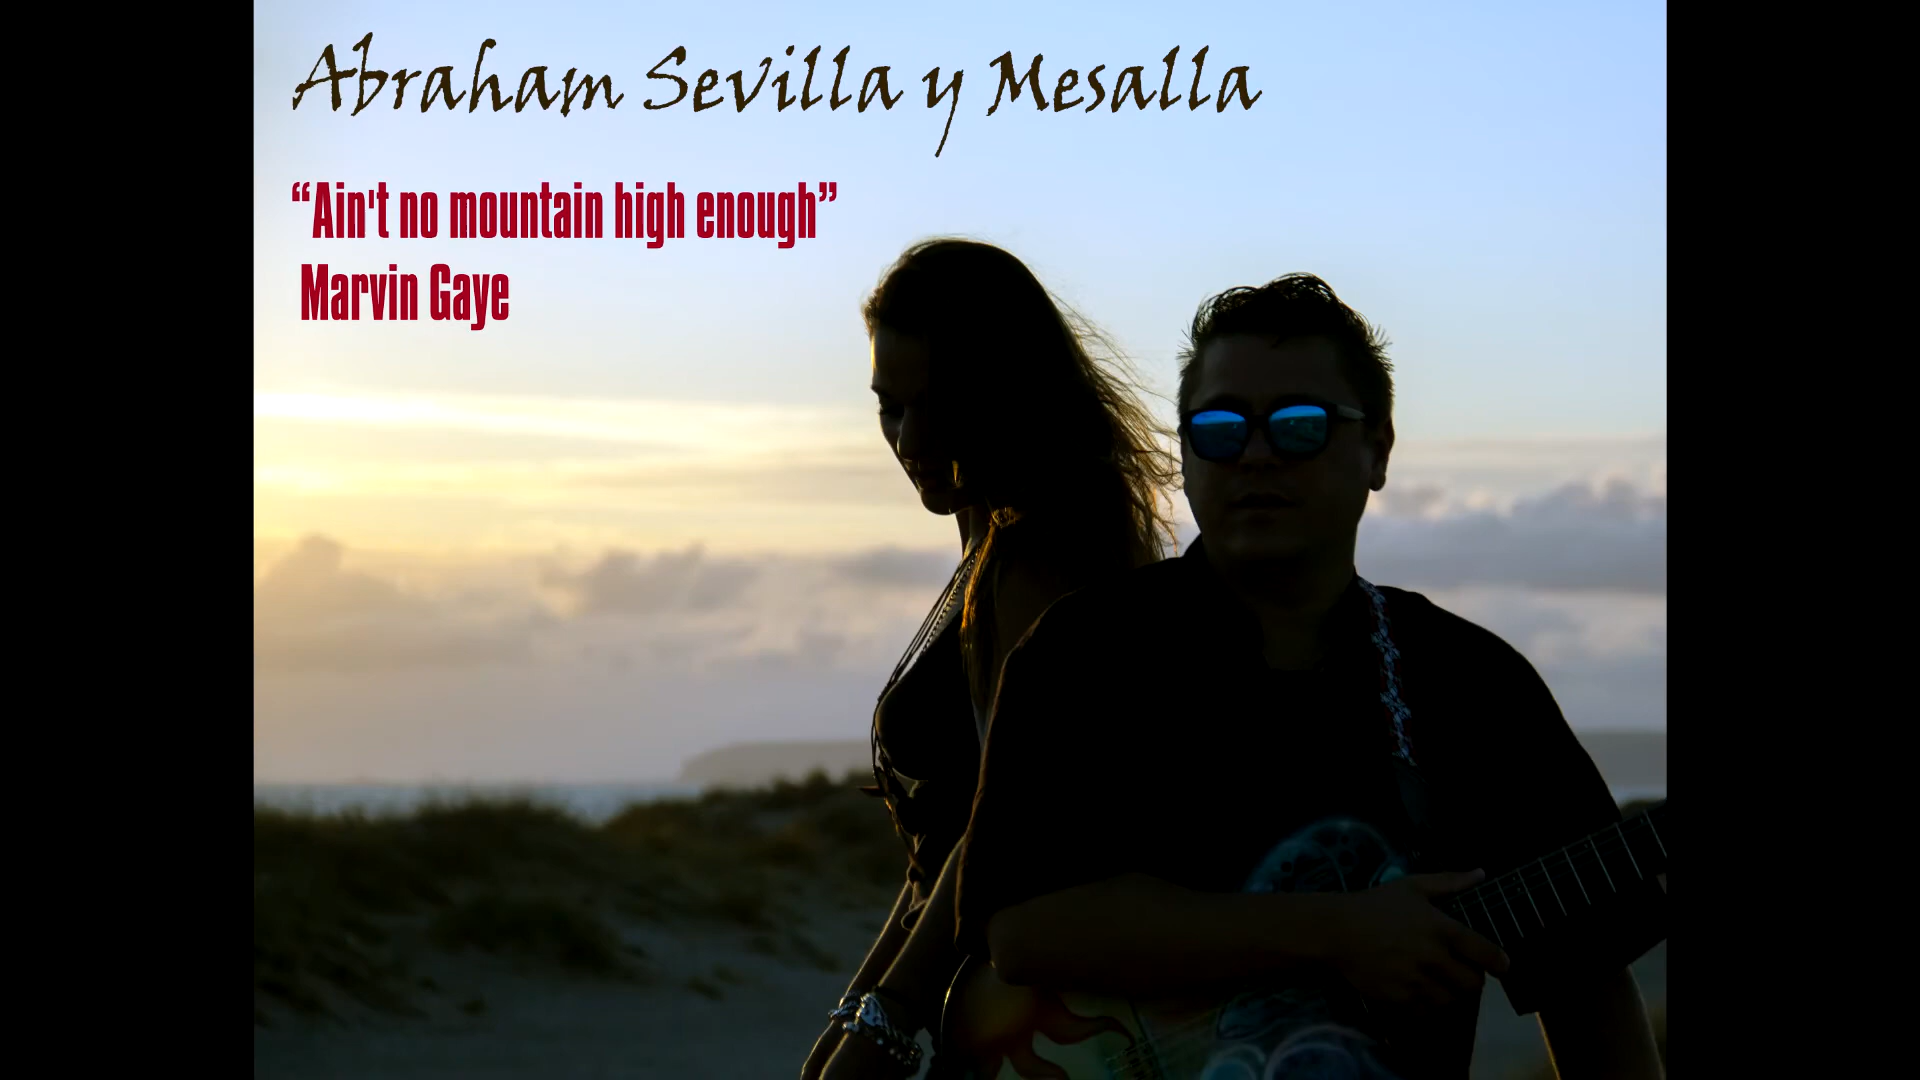 Abraham Sevilla y Mesalla
“Ain't no mountain high enough”
Marvin Gaye